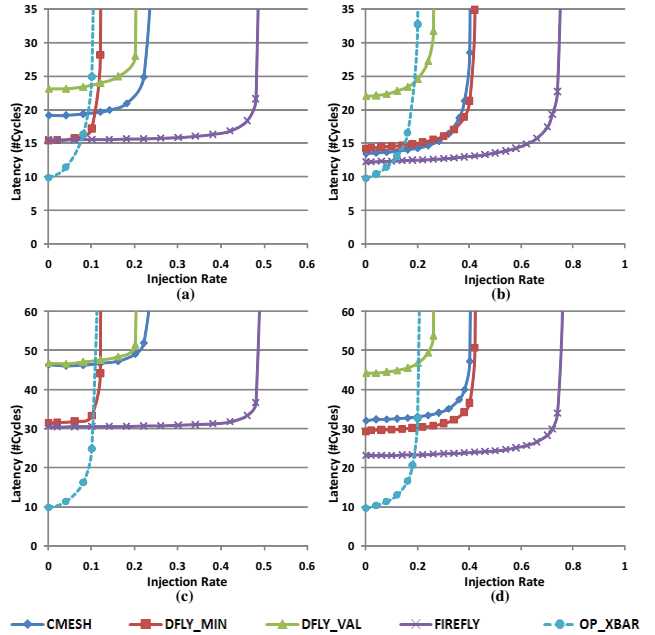 35
30
25
20
15
10
5
0
Latency (#Cycles)
0 0.1 0.2 0.3 0.4 0.5 0.6
Injection Rate
(a)
35
30
25
20
15
10
5
0
Latency (#Cycles)
0 0.2 0.4 0.6 0.8 1
Injection Rate
(b)
60
50
40
30
20
10
0
Latency (#Cycles)
0 0.1 0.2 0.3 0.4 0.5 0.6
Injection Rate
(c)
60
50
40
30
20
10
0
Latency (#Cycles)
0 0.2 0.4 0.6 0.8 1
Injection Rate
(d)
CMESH DFLY_MIN DFLY_VAL FIREFLY OP_XBAR